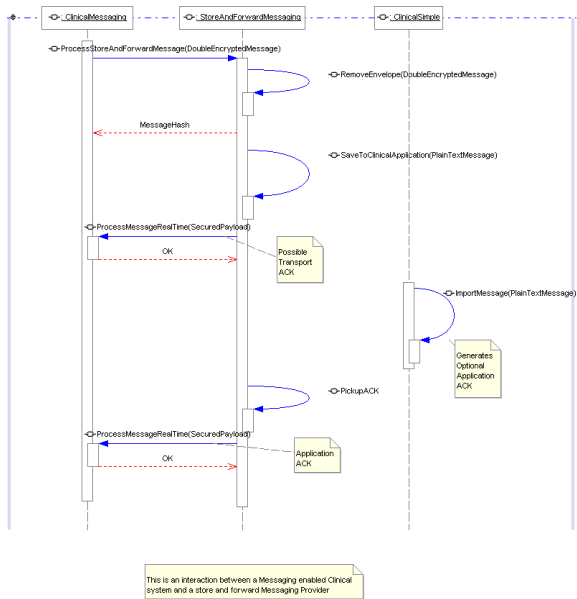 : ClinicalMessaging
: StoreAndForwardMessaging
: ClinicalSimple
ProcessStoreAndForwardMessage(DoubleEncryptedMessage)
RemoveEnvelope(DoubleEncryptedMessage)
MessageHash
SaveToClinicalApplication(PlainTextMessage)
ProcessMessageRealTime(SecuredPayload)
OK
Possible
Transport
ACK
ImportMessage(PlainTextMessage)
Generates
Optional
Application
ACK
PickupACK
ProcessMessageRealTime(SecuredPayload)
OK
Application
ACK
This is an interaction between a Messaging enabled Clinical
system and a store and forward Messaging Provider